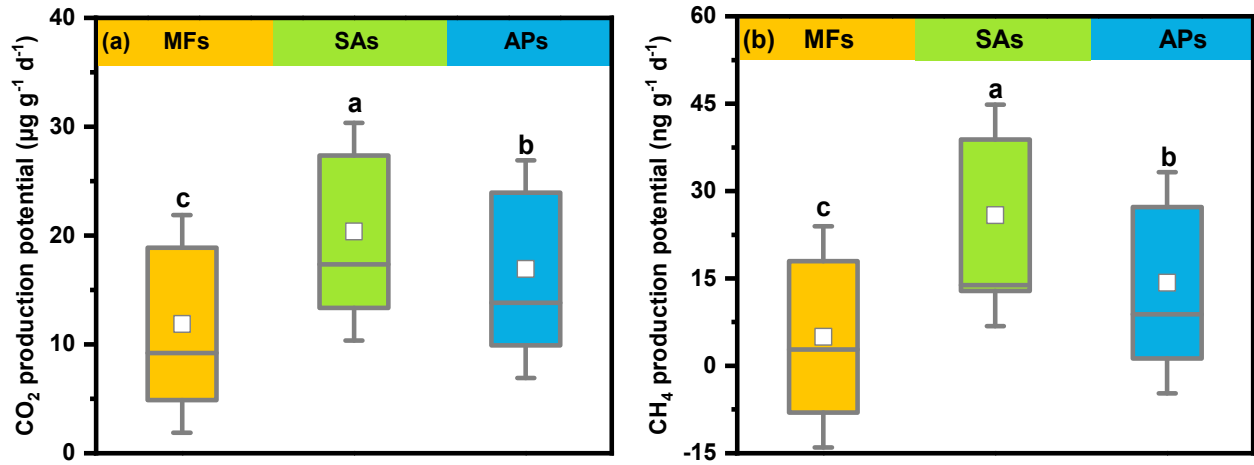 (a) MFs SAs APs
CO₂ production potential (µg g⁻¹ d⁻¹)
40
30
20
10
0
c
a
b
(b) MFs SAs APs
CH₄ production potential (ng g⁻¹ d⁻¹)
60
45
30
15
0
-15
c
a
b